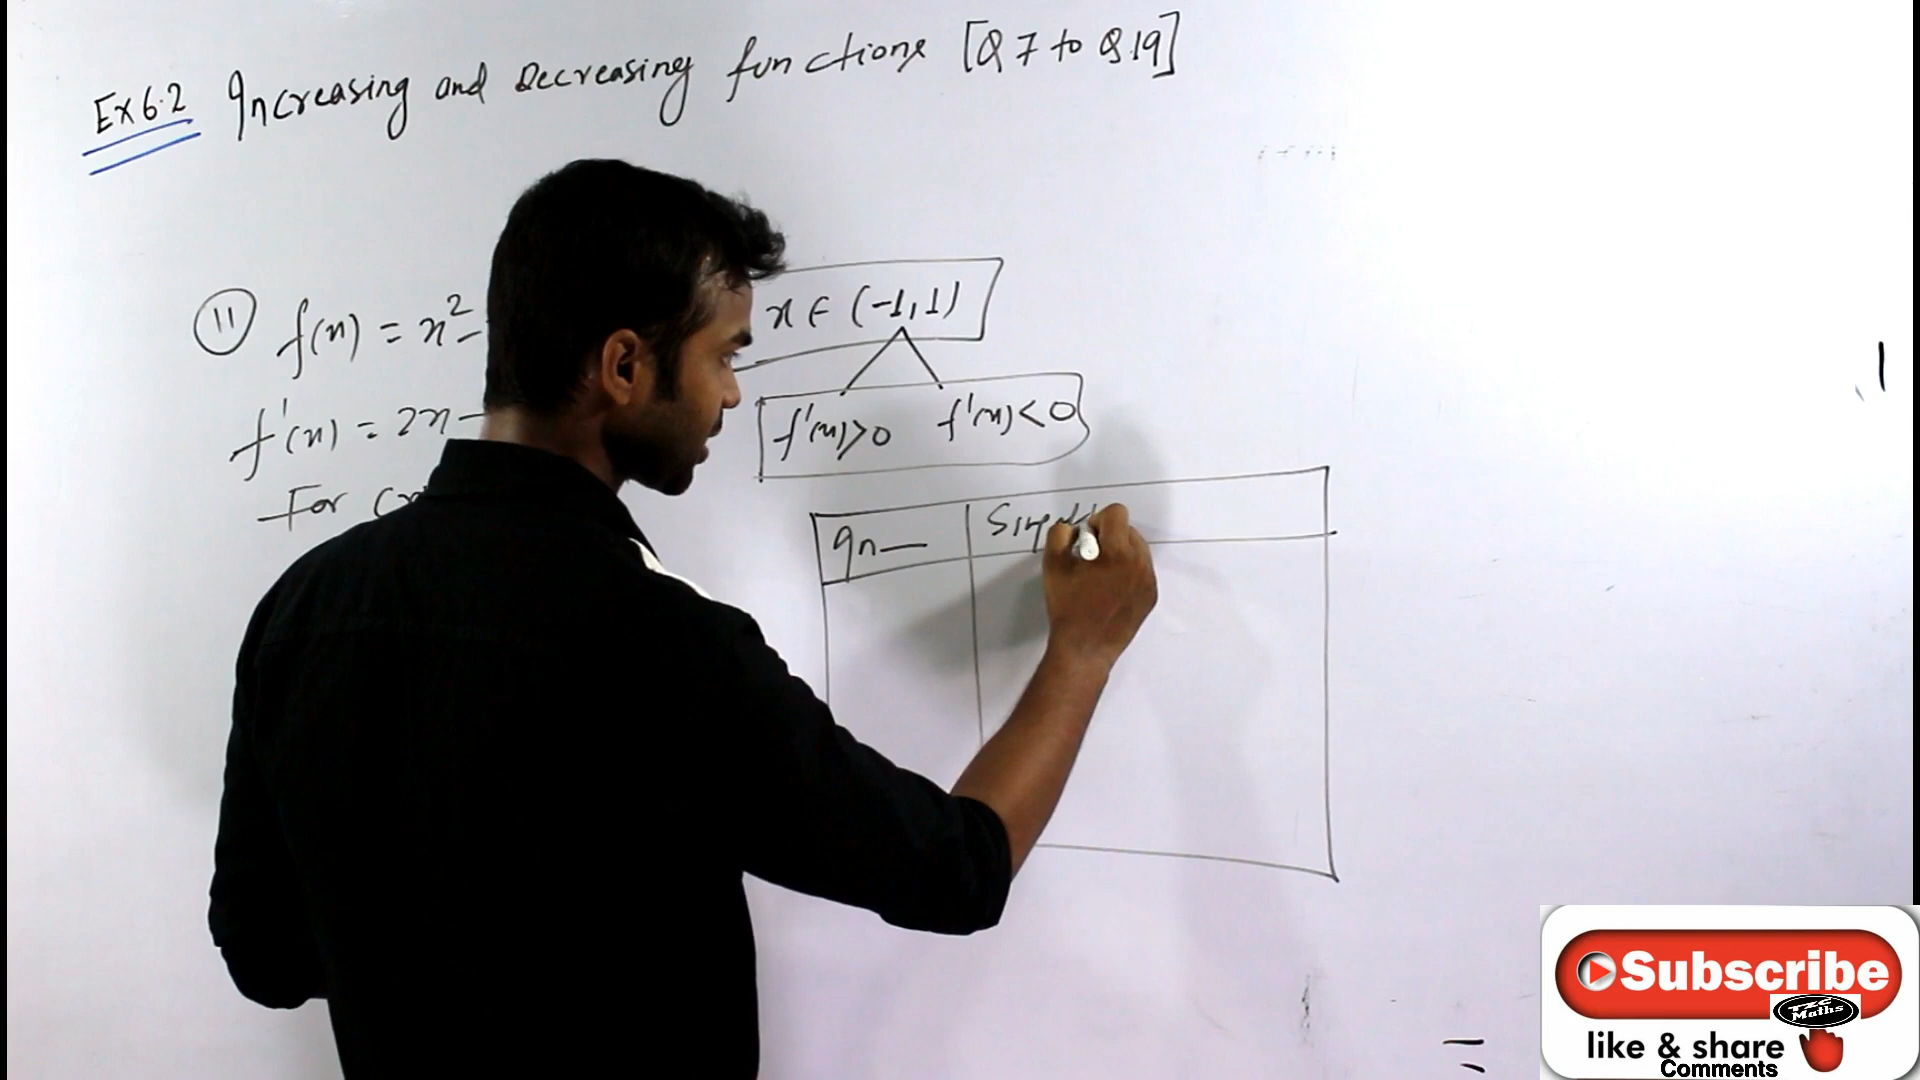 Ex 6.2 Increasing and Decreasing functions [Q 7 to Q.19]
11 f(x) = x² -
x ∈ (-1, 1)
f'(x) = 2x -
f'(x) > 0 f'(x) < 0
For
In —
Subscribe
TZC Maths
like & share
Comments